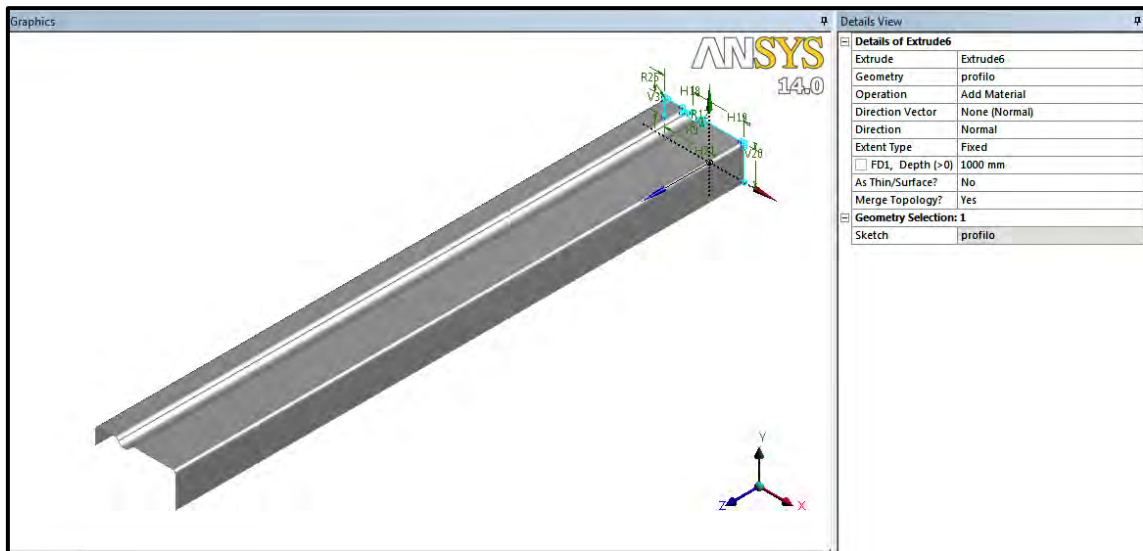 Graphics
ANSYS
14.0
R26
H18
V3
H19
V20
Y
Z
X
Details View
Details of Extrude6
Extrude Extrude6
Geometry profilo
Operation Add Material
Direction Vector None (Normal)
Direction Normal
Extent Type Fixed
FD1, Depth (>0) 1000 mm
As Thin/Surface? No
Merge Topology? Yes
Geometry Selection: 1
Sketch profilo